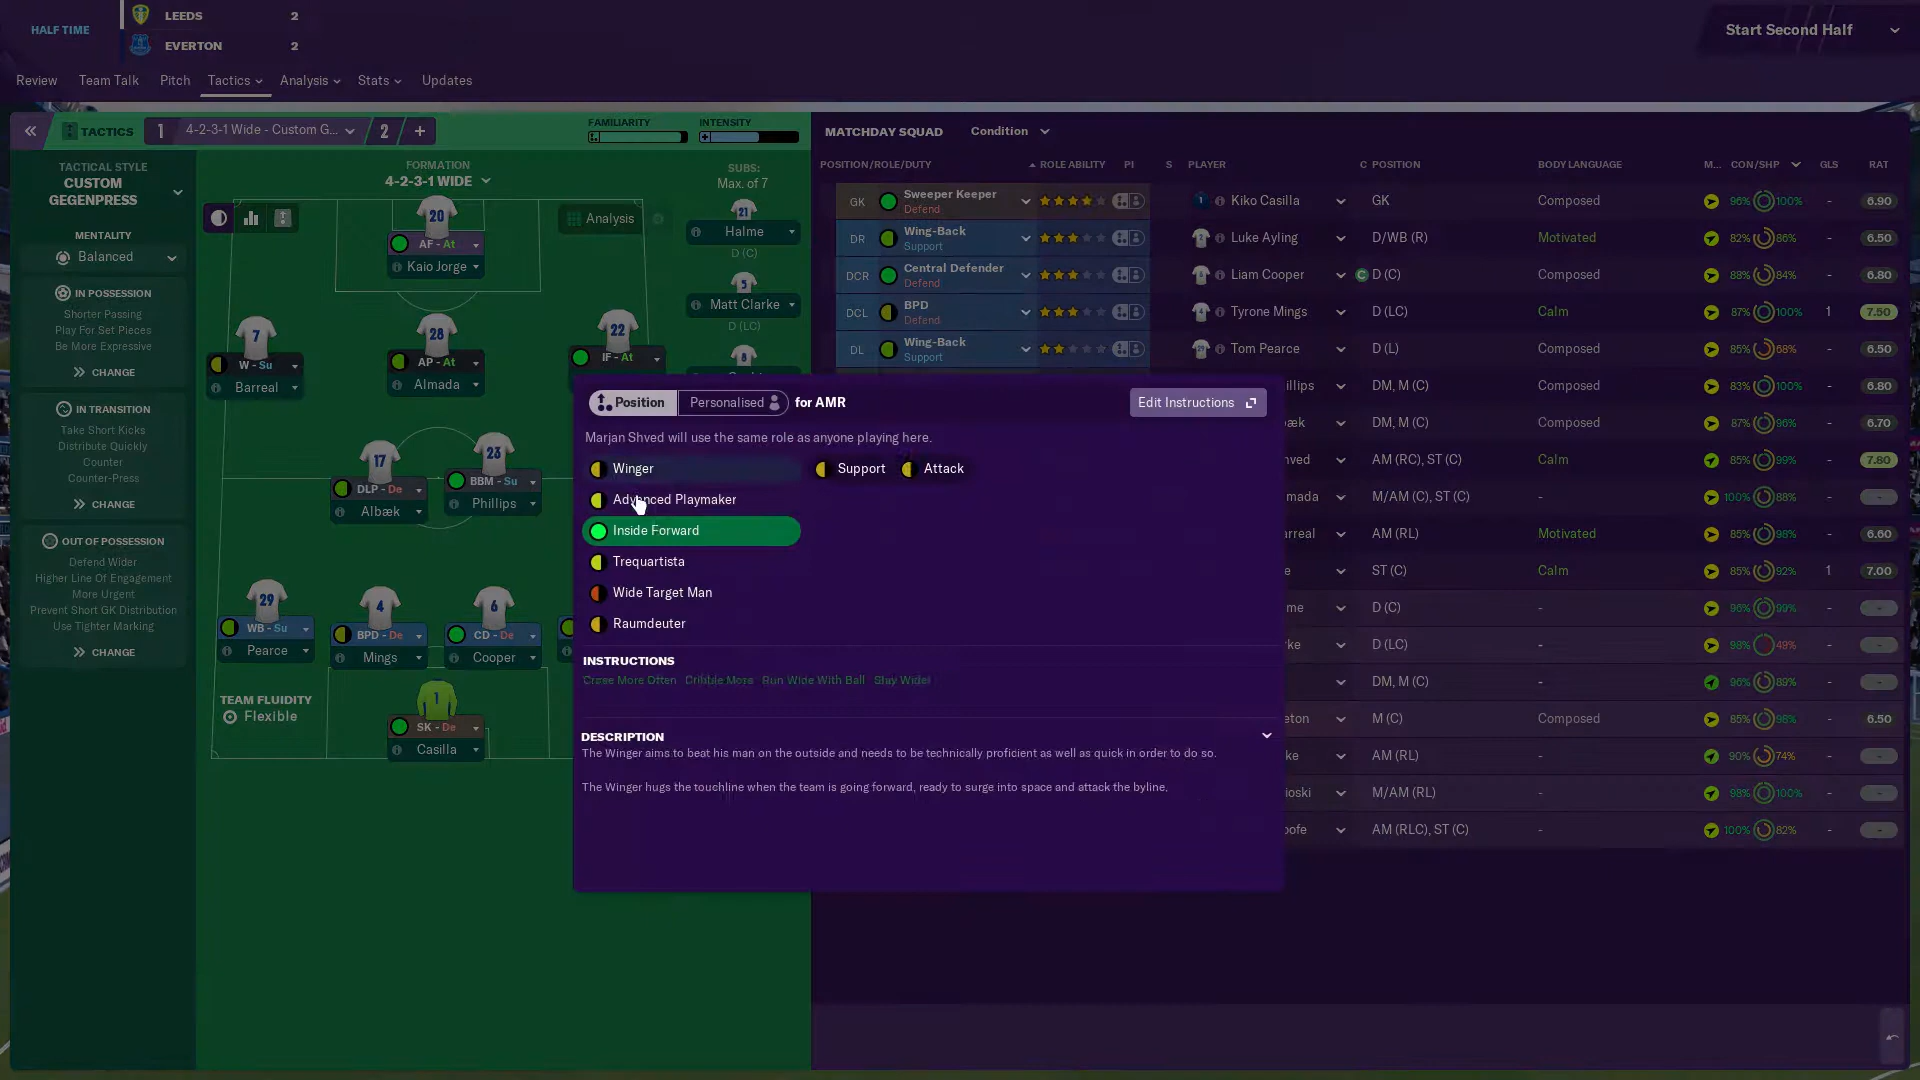 HALF TIME
LEEDS 2
EVERTON 2
Start Second Half
Review Team Talk Pitch Tactics Analysis Stats Updates
TACTICS 1 4-2-3-1 Wide - Custom G... 2 +
FAMILIARITY INTENSITY
TACTICAL STYLE
CUSTOM
GEGENPRESS
MENTALITY
Balanced
IN POSSESSION
Shorter Passing
Play For Set Pieces
Be More Expressive
CHANGE
IN TRANSITION
Take Short Kicks
Distribute Quickly
Counter
Counter-Press
CHANGE
OUT OF POSSESSION
Defend Wider
Higher Line Of Engagement
More Urgent
Prevent Short GK Distribution
Use Tighter Marking
CHANGE
FORMATION
4-2-3-1 WIDE
SUBS:
Max. of 7
Analysis
20
AF - At
Kaio Jorge
21
Halme
D (C)
5
Matt Clarke
D (LC)
8
7
W - Su
Barreal
28
AP - At
Almada
22
IF - At
17
DLP - De
Albæk
23
BBM - Su
Phillips
29
WB - Su
Pearce
4
BPD - De
Mings
6
CD - De
Cooper
TEAM FLUIDITY
Flexible
1
SK - De
Casilla
MATCHDAY SQUAD Condition
POSITION/ROLE/DUTY ROLE ABILITY PI S PLAYER C POSITION BODY LANGUAGE M... CON/SHP GLS RAT
GK Sweeper Keeper Defend 1 Kiko Casilla GK Composed 96% 100% - 6.90
DR Wing-Back Support Luke Ayling D/WB (R) Motivated 82% 86% - 6.50
DCR Central Defender Defend Liam Cooper C D (C) Composed 83% 84% - 6.80
DCL BPD Defend Tyrone Mings D (LC) Calm 87% 100% 1 7.50
DL Wing-Back Support Tom Pearce D (L) Composed 85% 68% - 6.50
illips DM, M (C) Composed 83% 100% - 6.80
æk DM, M (C) Composed 87% 96% - 6.70
ved AM (RC), ST (C) Calm 85% 99% - 7.80
mada M/AM (C), ST (C) - 100% 88% - -
rreal AM (RL) Motivated 85% 98% - 6.60
e ST (C) Calm 85% 92% 1 7.00
me D (C) - 96% 99% - -
ke D (LC) - 98% 49% - -
DM, M (C) - 96% 89% - -
eton M (C) Composed 85% 98% - 6.50
ke AM (RL) - 90% 74% - -
ioski M/AM (RL) - 98% 100% - -
ofe AM (RLC), ST (C) - 100% 82% - -
Position Personalised for AMR Edit Instructions
Marjan Shved will use the same role as anyone playing here.
Winger Support Attack
Advanced Playmaker
Inside Forward
Trequartista
Wide Target Man
Raumdeuter
INSTRUCTIONS
Cross More Often Dribble More Run Wide With Ball Stay Wider
DESCRIPTION
The Winger aims to beat his man on the outside and needs to be technically proficient as well as quick in order to do so.
The Winger hugs the touchline when the team is going forward, ready to surge into space and attack the byline.